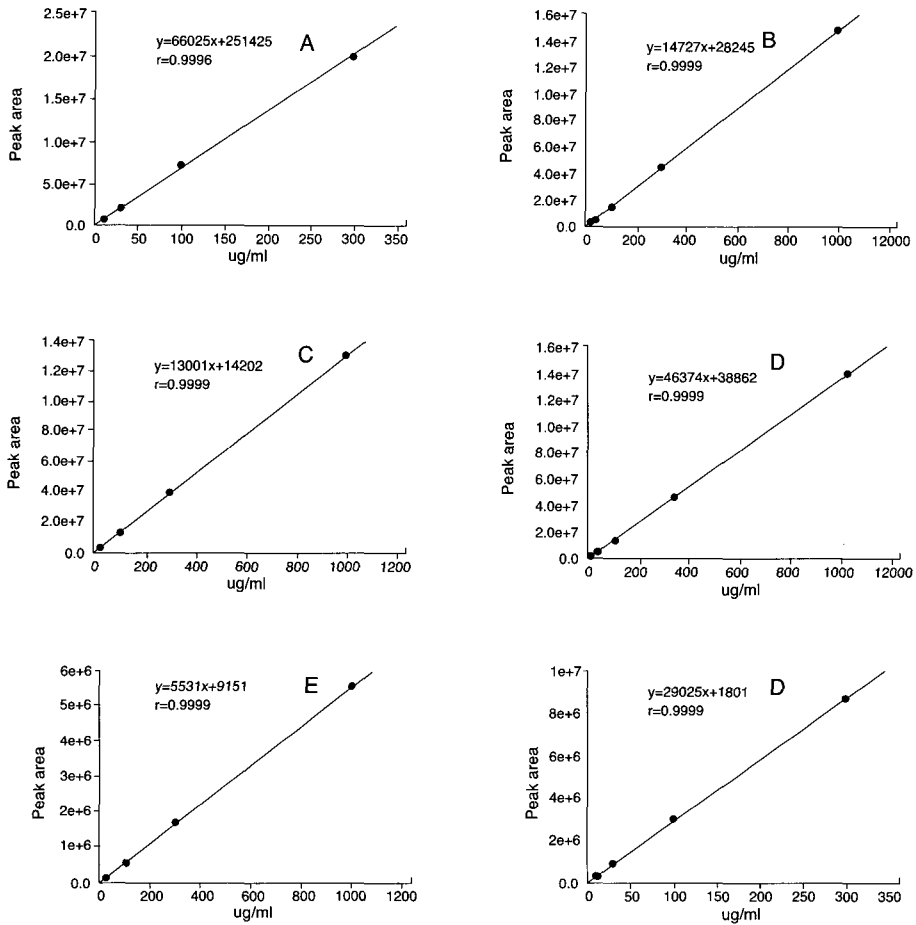 2.5e+7
2.0e+7
1.5e+7
1.0e+7
5.0e+7
0.0
Peak area
y=66025x+251425
r=0.9996
A
0 50 100 150 200 250 300 350
ug/ml
1.6e+7
1.4e+7
1.2e+7
1.0e+7
8.0e+7
6.0e+7
4.0e+7
2.0e+7
0.0
Peak area
y=14727x+28245
r=0.9999
B
0 200 400 600 800 1000 12000
ug/ml
1.4e+7
1.2e+7
1.0e+7
8.0e+7
6.0e+7
4.0e+7
2.0e+7
0.0
Peak area
y=13001x+14202
r=0.9999
C
0 200 400 600 800 1000 1200
ug/ml
1.6e+7
1.4e+7
1.2e+7
1.0e+7
8.0e+7
6.0e+7
4.0e+7
2.0e+7
0.0
Peak area
y=46374x+38862
r=0.9999
D
0 200 400 600 800 1000 12000
ug/ml
6e+6
5e+6
4e+6
3e+6
2e+6
1e+6
0.0
Peak area
y=5531x+9151
r=0.9999
E
0 200 400 600 800 1000 1200
ug/ml
1e+7
8e+6
6e+6
4e+6
2e+6
0.0
Peak area
y=29025x+1801
r=0.9999
D
0 50 100 150 200 250 300 350
ug/ml